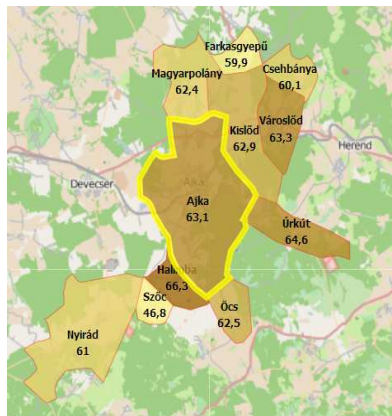 Farkasgyepű
59,9
Magyarpolány
62,4
Csehbánya
60,1
Kislőd
62,9
Városlőd
63,3
Herend
Devecser
Ajka
Ajka
63,1
Úrkút
64,6
Halimba
66,3
Szőc
46,8
Öcs
62,5
Nyirád
61